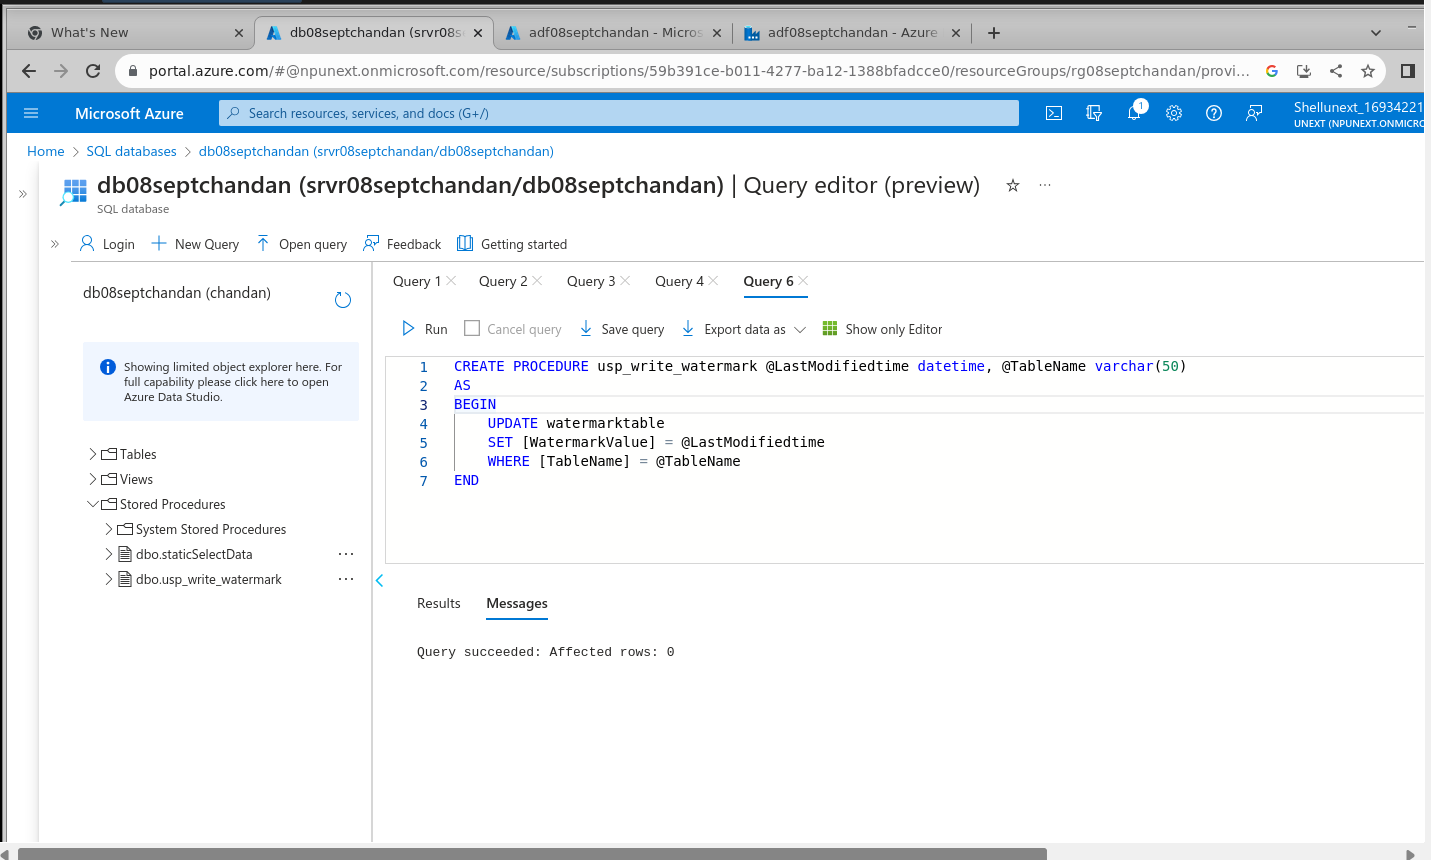 What's New
db08septchandan (srvr08s
adf08septchandan - Micros
adf08septchandan - Azure
portal.azure.com/#@npunext.onmicrosoft.com/resource/subscriptions/59b391ce-b011-4277-ba12-1388bfadcce0/resourceGroups/rg08septchandan/provi...
Microsoft Azure
Search resources, services, and docs (G+/)
1
Shellunext_16934221
UNEXT (NPUNEXT.ONMICRO
Home > SQL databases > db08septchandan (srvr08septchandan/db08septchandan)
db08septchandan (srvr08septchandan/db08septchandan) | Query editor (preview)
SQL database
Login
New Query
Open query
Feedback
Getting started
db08septchandan (chandan)
Showing limited object explorer here. For
full capability please click here to open
Azure Data Studio.
Tables
Views
Stored Procedures
System Stored Procedures
dbo.staticSelectData
dbo.usp_write_watermark
Query 1
Query 2
Query 3
Query 4
Query 6
Run
Cancel query
Save query
Export data as
Show only Editor
1 CREATE PROCEDURE usp_write_watermark @LastModifiedtime datetime, @TableName varchar(50)
2 AS
3 BEGIN
4 UPDATE watermarktable
5 SET [WatermarkValue] = @LastModifiedtime
6 WHERE [TableName] = @TableName
7 END
Results
Messages
Query succeeded: Affected rows: 0